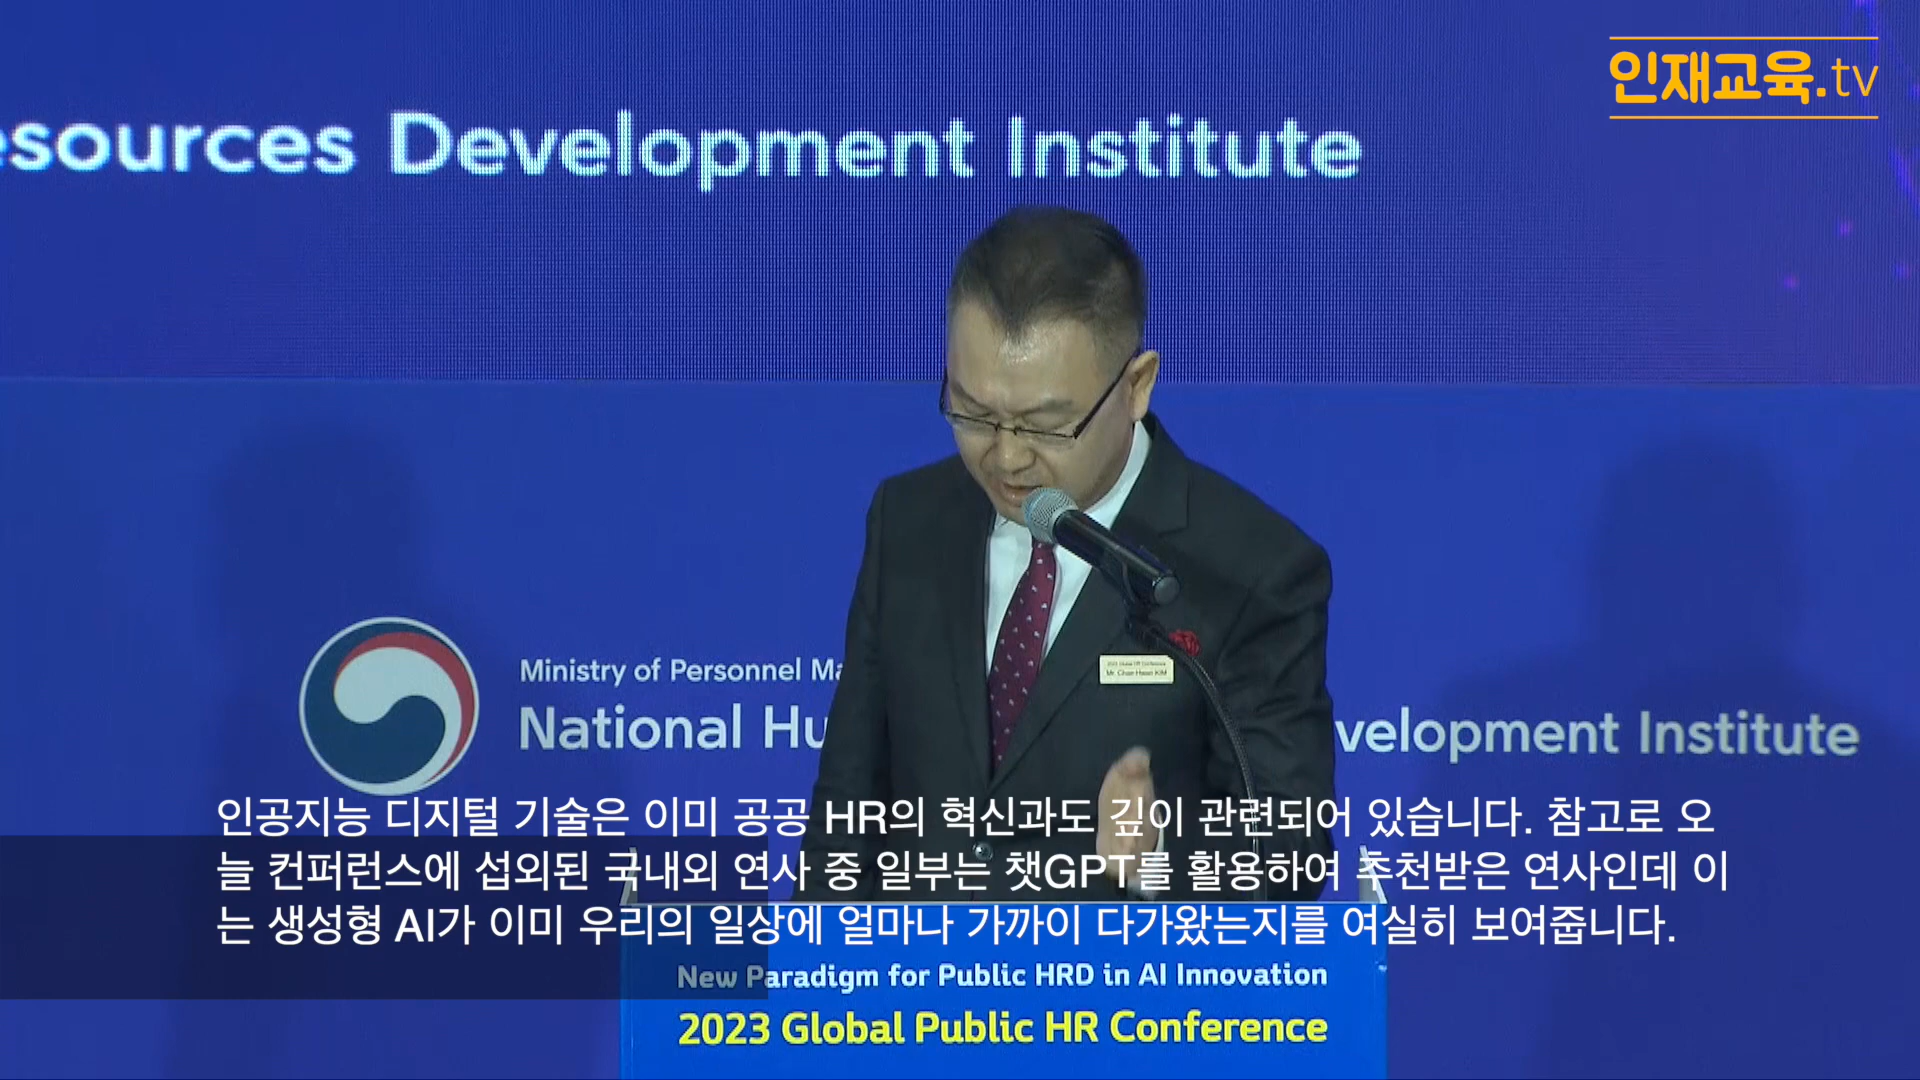 인재교육.tv
esources Development Institute
Ministry of Personnel Ma
National Hu
velopment Institute
Mr. Chae-Hwan KIM
인공지능 디지털 기술은 이미 공공 HR의 혁신과도 깊이 관련되어 있습니다. 참고로 오
늘 컨퍼런스에 섭외된 국내외 연사 중 일부는 챗GPT를 활용하여 추천받은 연사인데 이
는 생성형 AI가 이미 우리의 일상에 얼마나 가까이 다가왔는지를 여실히 보여줍니다.
New Paradigm for Public HRD in AI Innovation
2023 Global Public HR Conference